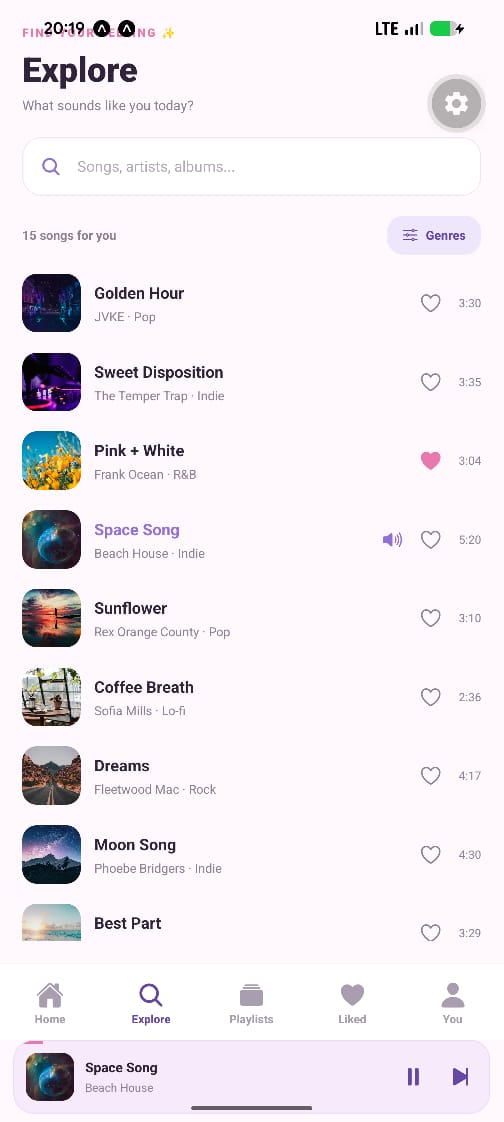 20:19
LTE
FIND YOUR FEELING ✨
Explore
What sounds like you today?
Songs, artists, albums...
15 songs for you
Genres
Golden Hour
JVKE · Pop
3:30
Sweet Disposition
The Temper Trap · Indie
3:35
Pink + White
Frank Ocean · R&B
3:04
Space Song
Beach House · Indie
5:20
Sunflower
Rex Orange County · Pop
3:10
Coffee Breath
Sofia Mills · Lo-fi
2:36
Dreams
Fleetwood Mac · Rock
4:17
Moon Song
Phoebe Bridgers · Indie
4:30
Best Part
3:29
Home
Explore
Playlists
Liked
You
Space Song
Beach House